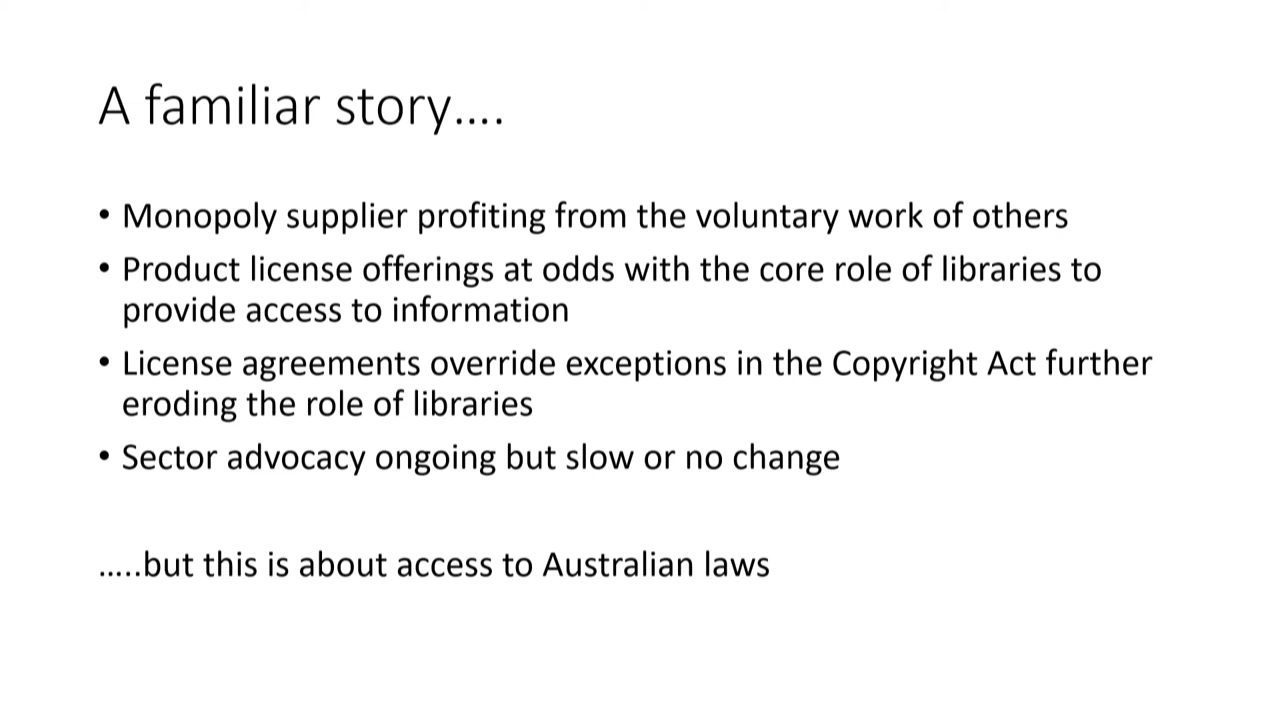 A familiar story....
• Monopoly supplier profiting from the voluntary work of others
• Product license offerings at odds with the core role of libraries to
provide access to information
• License agreements override exceptions in the Copyright Act further
eroding the role of libraries
• Sector advocacy ongoing but slow or no change
.....but this is about access to Australian laws